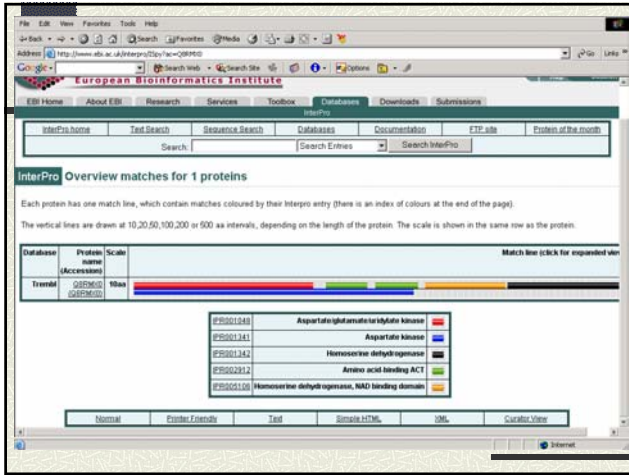 File Edit View Favorites Tools Help
Back Search Favorites Media
Address http://www.ebi.ac.uk/interpro/ISpy?ac=Q8RMX0 Go Links
Google Search Web Search Site Options
European Bioinformatics Institute
EBI Home About EBI Research Services Toolbox Databases Downloads Submissions
InterPro
InterPro home Text Search Sequence Search Databases Documentation FTP site Protein of the month
Search: Search Entries Search InterPro
InterPro Overview matches for 1 proteins
Each protein has one match line, which contain matches coloured by their Interpro entry (there is an index of colours at the end of the page).
The vertical lines are drawn at 10,20,50,100,200 or 500 aa intervals, depending on the length of the protein. The scale is shown in the same row as the protein.
Database Protein name (Accession) Scale Match line (click for expanded view
Trembl Q8RMX0 (Q8RMX0) 10aa
IPR001048 Aspartate/glutamate/uridylate kinase
IPR001341 Aspartate kinase
IPR001342 Homoserine dehydrogenase
IPR002912 Amino acid-binding ACT
IPR005106 Homoserine dehydrogenase, NAD binding domain
Normal Printer Friendly Text Simple HTML XML Curator View
Internet